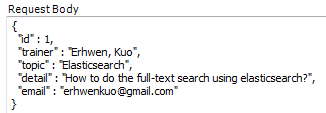 Request Body
{
"id" : 1,
"trainer" : "Erhwen, Kuo",
"topic" : "Elasticsearch",
"detail" : "How to do the full-text search using elasticsearch?",
"email" : "erhwenkuo@gmail.com"
}